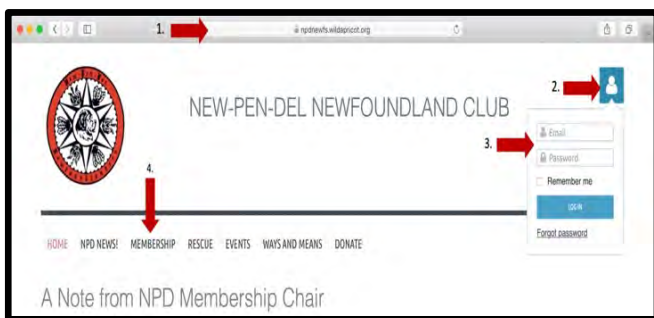 1.
npdnewfs.wildapricot.org
2.
NEW-PEN-DEL NEWFOUNDLAND CLUB
3.
Email
Password
Remember me
LOG IN
Forgot password
4.
HOME NPD NEWS! MEMBERSHIP RESCUE EVENTS WAYS AND MEANS DONATE
A Note from NPD Membership Chair